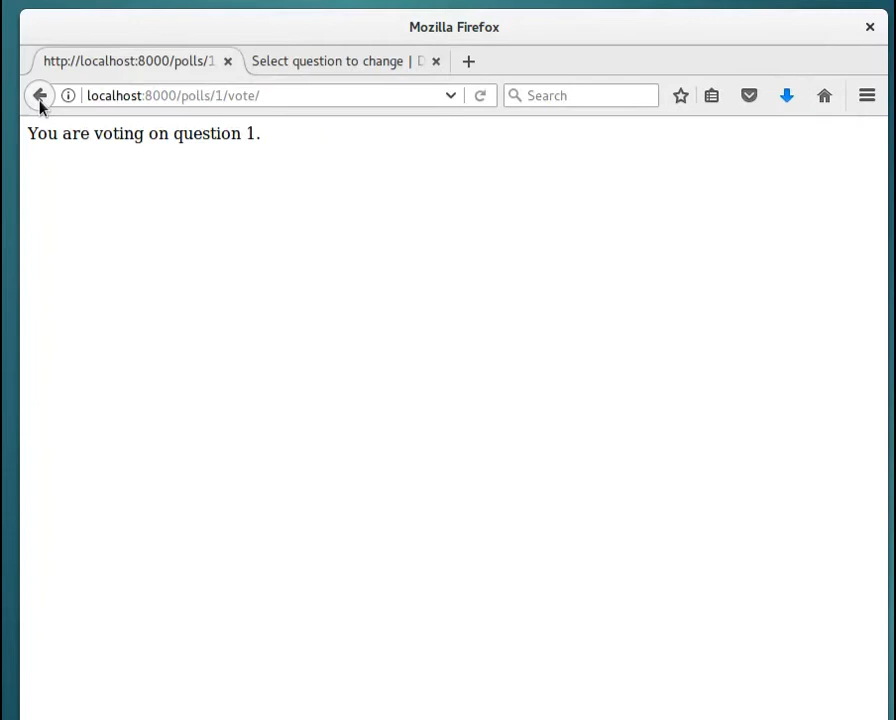 Mozilla Firefox
http://localhost:8000/polls/1
Select question to change | D
localhost:8000/polls/1/vote/
Search
You are voting on question 1.